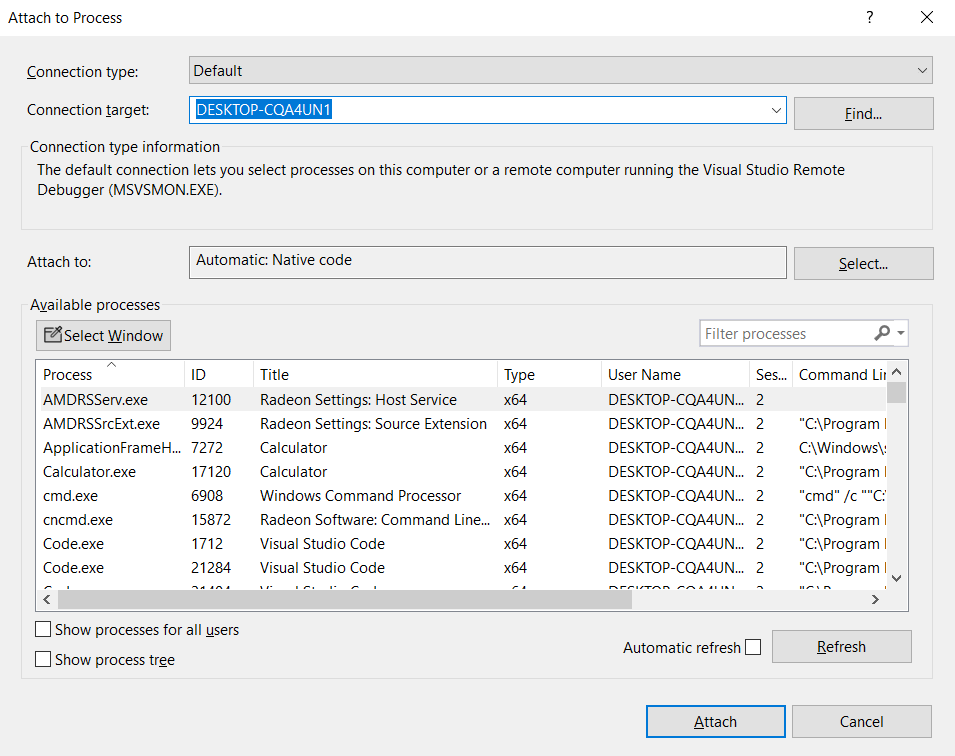 Attach to Process
?
Connection type:
Default
Connection target:
DESKTOP-CQA4UN1
Find...
Connection type information
The default connection lets you select processes on this computer or a remote computer running the Visual Studio Remote
Debugger (MSVSMON.EXE).
Attach to:
Automatic: Native code
Select...
Available processes
Select Window
Filter processes
Process ID Title Type User Name Ses... Command Lin
AMDRSServ.exe 12100 Radeon Settings: Host Service x64 DESKTOP-CQA4UN... 2
AMDRSSrcExt.exe 9924 Radeon Settings: Source Extension x64 DESKTOP-CQA4UN... 2 "C:\Program
ApplicationFrameH... 7272 Calculator x64 DESKTOP-CQA4UN... 2 C:\Windows\s
Calculator.exe 17120 Calculator x64 DESKTOP-CQA4UN... 2 "C:\Program
cmd.exe 6908 Windows Command Processor x64 DESKTOP-CQA4UN... 2 "cmd" /c ""C:
cncmd.exe 15872 Radeon Software: Command Line... x64 DESKTOP-CQA4UN... 2 "C:\Program
Code.exe 1712 Visual Studio Code x64 DESKTOP-CQA4UN... 2 "C:\Program
Code.exe 21284 Visual Studio Code x64 DESKTOP-CQA4UN... 2 "C:\Program
Show processes for all users
Show process tree
Automatic refresh
Refresh
Attach
Cancel